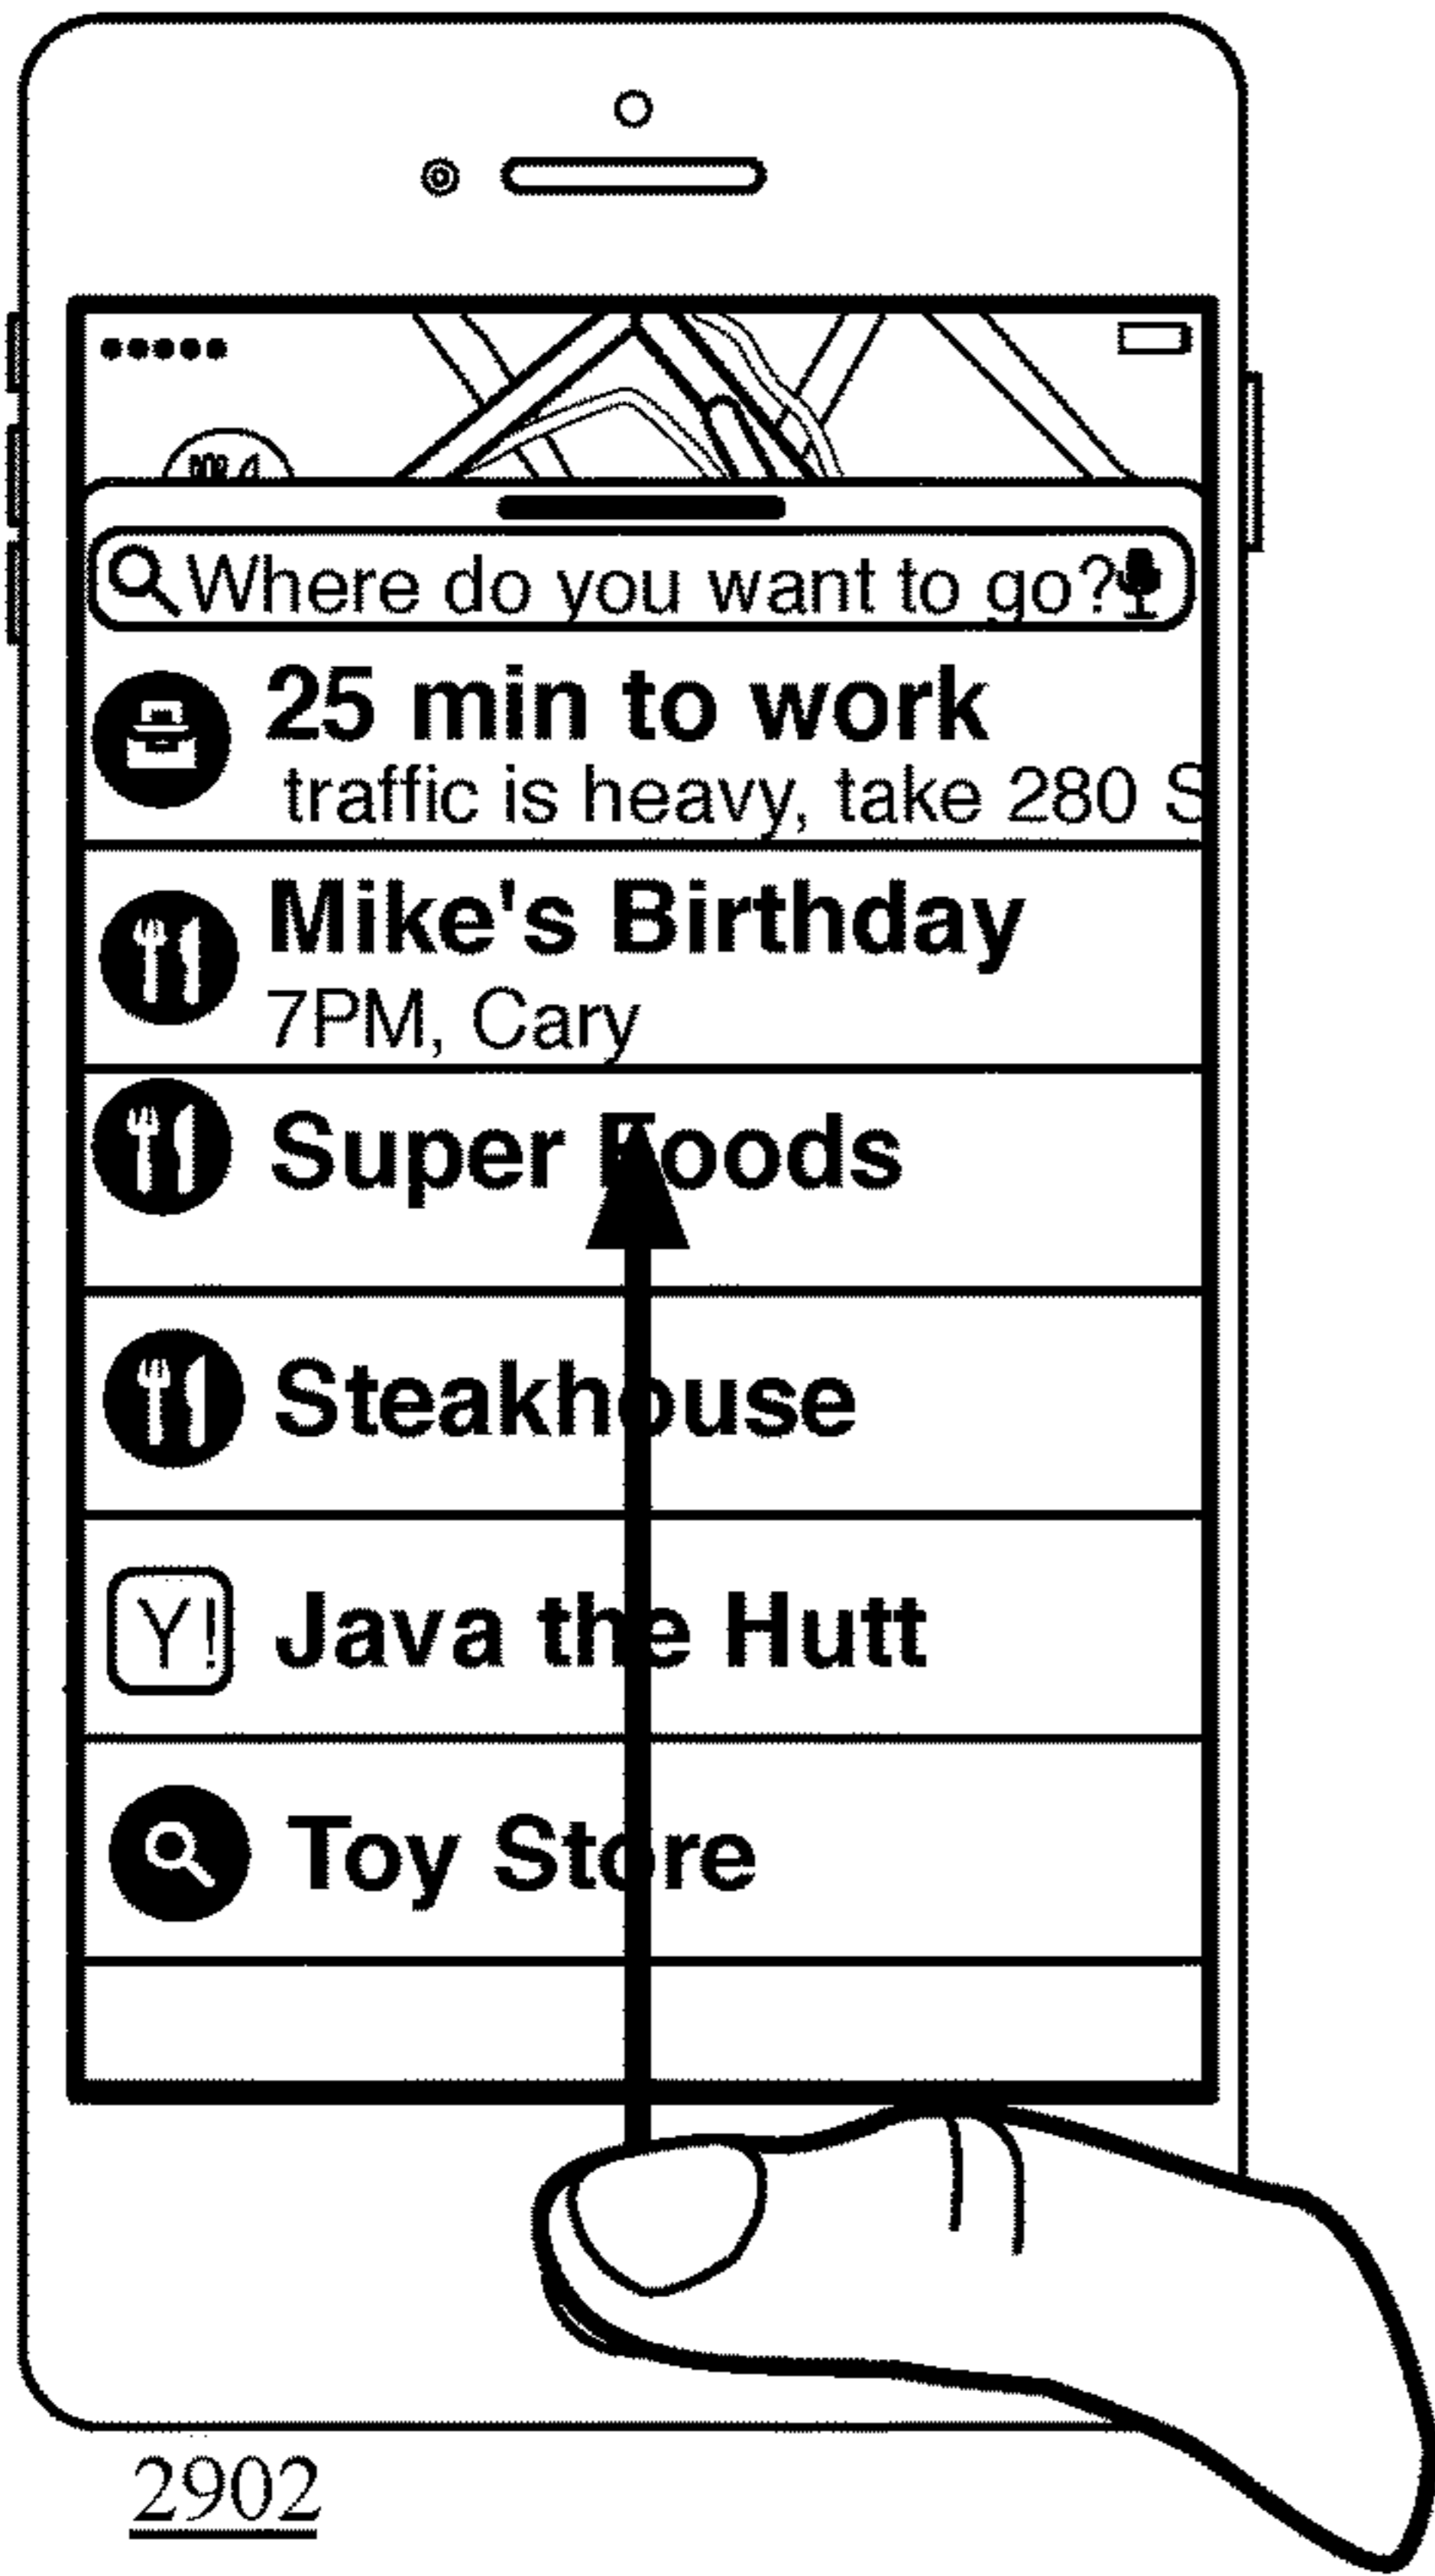 Where do you want to go?
25 min to work
traffic is heavy, take 280 S
Mike's Birthday
7PM, Cary
Super Foods
Steakhouse
Y! Java the Hutt
Toy Store
2902